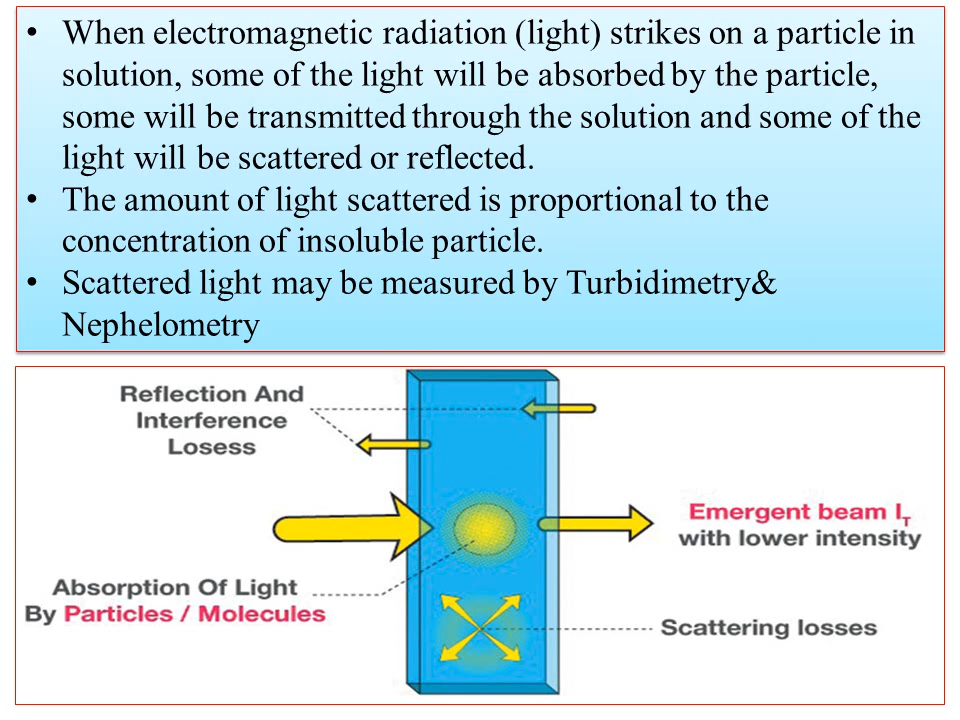 • When electromagnetic radiation (light) strikes on a particle in
solution, some of the light will be absorbed by the particle,
some will be transmitted through the solution and some of the
light will be scattered or reflected.
• The amount of light scattered is proportional to the
concentration of insoluble particle.
• Scattered light may be measured by Turbidimetry&
Nephelometry
Reflection And
Interference
Losess
Emergent beam I_T
with lower intensity
Absorption Of Light
By Particles / Molecules
Scattering losses